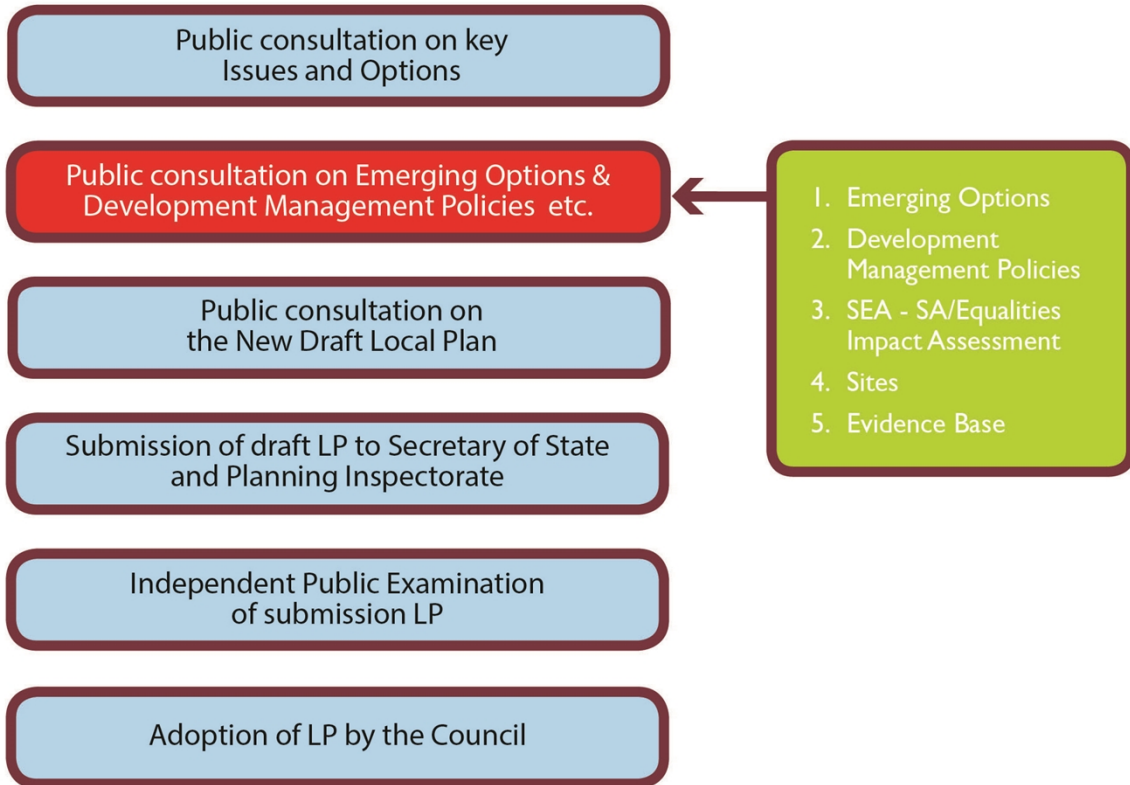 Public consultation on key
Issues and Options
Public consultation on Emerging Options &
Development Management Policies etc.
1. Emerging Options
2. Development
Management Policies
3. SEA - SA/Equalities
Impact Assessment
4. Sites
5. Evidence Base
Public consultation on
the New Draft Local Plan
Submission of draft LP to Secretary of State
and Planning Inspectorate
Independent Public Examination
of submission LP
Adoption of LP by the Council